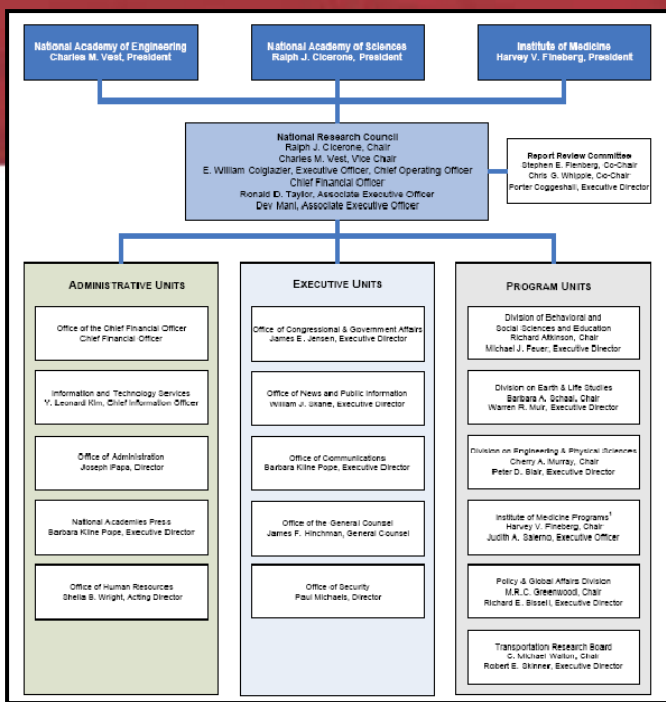 National Academy of Engineering
Charles M. Vest, President
National Academy of Sciences
Ralph J. Cicerone, President
Institute of Medicine
Harvey V. Fineberg, President
National Research Council
Ralph J. Cicerone, Chair
Charles M. Vest, Vice Chair
E. William Colglazier, Executive Officer, Chief Operating Officer
Chief Financial Officer
Ronald D. Taylor, Associate Executive Officer
Dev Mani, Associate Executive Officer
Report Review Committee
Stephen E. Fienberg, Co-Chair
Chris G. Whipple, Co-Chair
Porter Coggeshall, Executive Director
ADMINISTRATIVE UNITS
Office of the Chief Financial Officer
Chief Financial Officer
Information and Technology Services
Y. Leonard Kim, Chief Information Officer
Office of Administration
Joseph Papa, Director
National Academies Press
Barbara Kline Pope, Executive Director
Office of Human Resources
Sheila B. Wright, Acting Director
EXECUTIVE UNITS
Office of Congressional & Government Affairs
James E. Jensen, Executive Director
Office of News and Public Information
William J. Skane, Executive Director
Office of Communications
Barbara Kline Pope, Executive Director
Office of the General Counsel
James F. Hinchman, General Counsel
Office of Security
Paul Michaels, Director
PROGRAM UNITS
Division of Behavioral and
Social Sciences and Education
Richard Atkinson, Chair
Michael J. Feuer, Executive Director
Division on Earth & Life Studies
Barbara A. Schaal, Chair
Warren R. Muir, Executive Director
Division on Engineering & Physical Sciences
Cherry A. Murray, Chair
Peter D. Blair, Executive Director
Institute of Medicine Programs¹
Harvey V. Fineberg, Chair
Judith A. Salerno, Executive Officer
Policy & Global Affairs Division
M.R.C. Greenwood, Chair
Richard E. Bissell, Executive Director
Transportation Research Board
C. Michael Walton, Chair
Robert E. Skinner, Executive Director